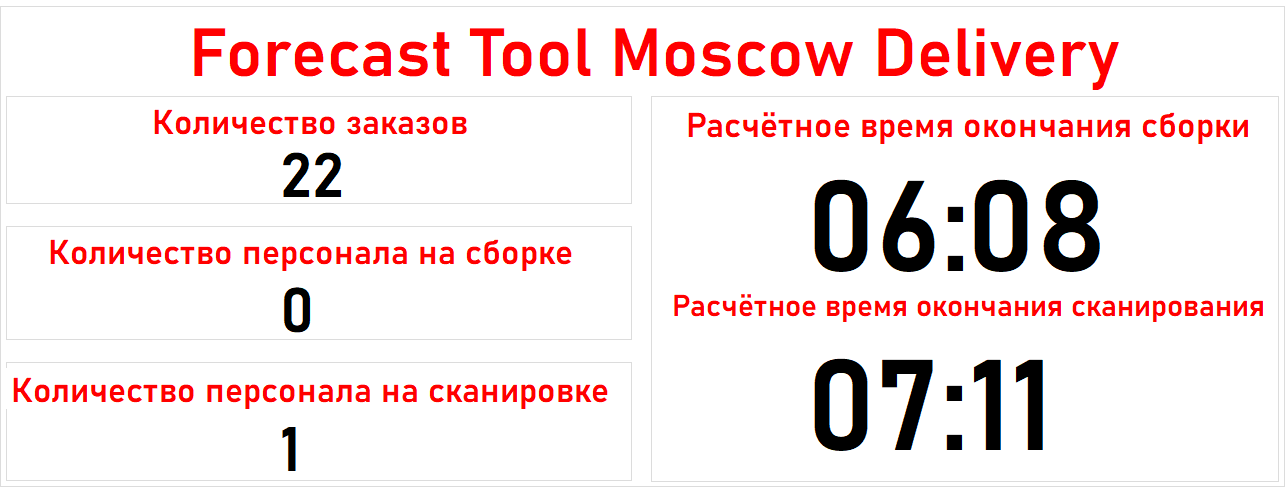 Forecast Tool Moscow Delivery
Количество заказов
22
Количество персонала на сборке
0
Количество персонала на сканировке
1
Расчётное время окончания сборки
06:08
Расчётное время окончания сканирования
07:11